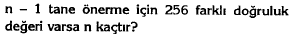 n - 1 tane önerme için 256 farklı doğruluk
değeri varsa n kaçtır?